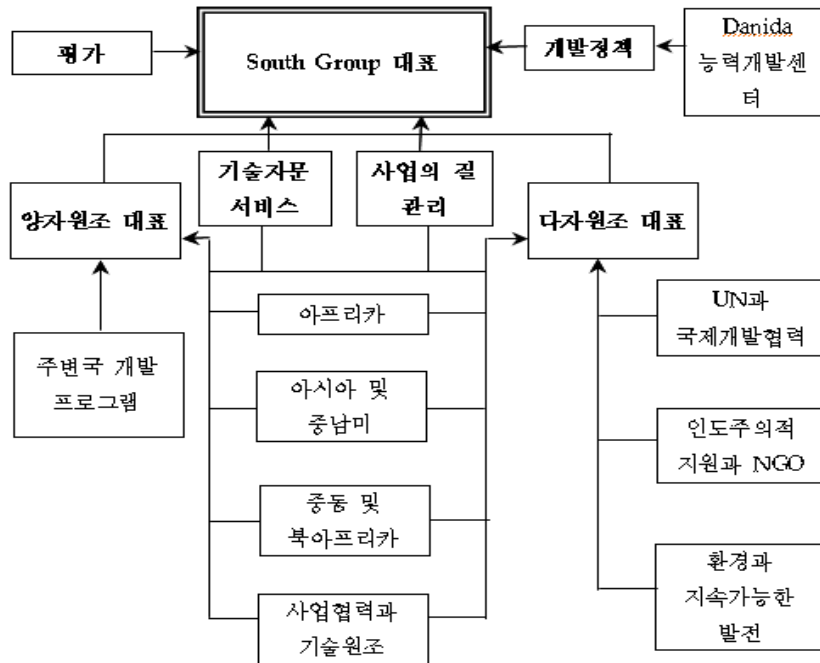 평가
South Group 대표
개발정책
Danida
능력개발센
터
양자원조 대표
기술자문
서비스
사업의 질
관리
다자원조 대표
주변국 개발
프로그램
아프리카
아시아 및
중남미
중동 및
북아프리카
사업협력과
기술원조
UN과
국제개발협력
인도주의적
지원과 NGO
환경과
지속가능한
발전